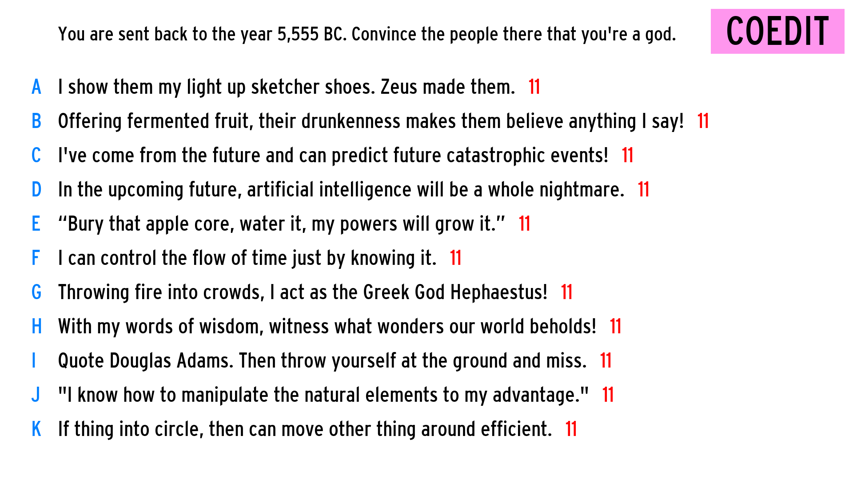 You are sent back to the year 5,555 BC. Convince the people there that you're a god.
COEDIT
A I show them my light up sketcher shoes. Zeus made them. 11
B Offering fermented fruit, their drunkenness makes them believe anything I say! 11
C I've come from the future and can predict future catastrophic events! 11
D In the upcoming future, artificial intelligence will be a whole nightmare. 11
E “Bury that apple core, water it, my powers will grow it.” 11
F I can control the flow of time just by knowing it. 11
G Throwing fire into crowds, I act as the Greek God Hephaestus! 11
H With my words of wisdom, witness what wonders our world beholds! 11
I Quote Douglas Adams. Then throw yourself at the ground and miss. 11
J "I know how to manipulate the natural elements to my advantage." 11
K If thing into circle, then can move other thing around efficient. 11